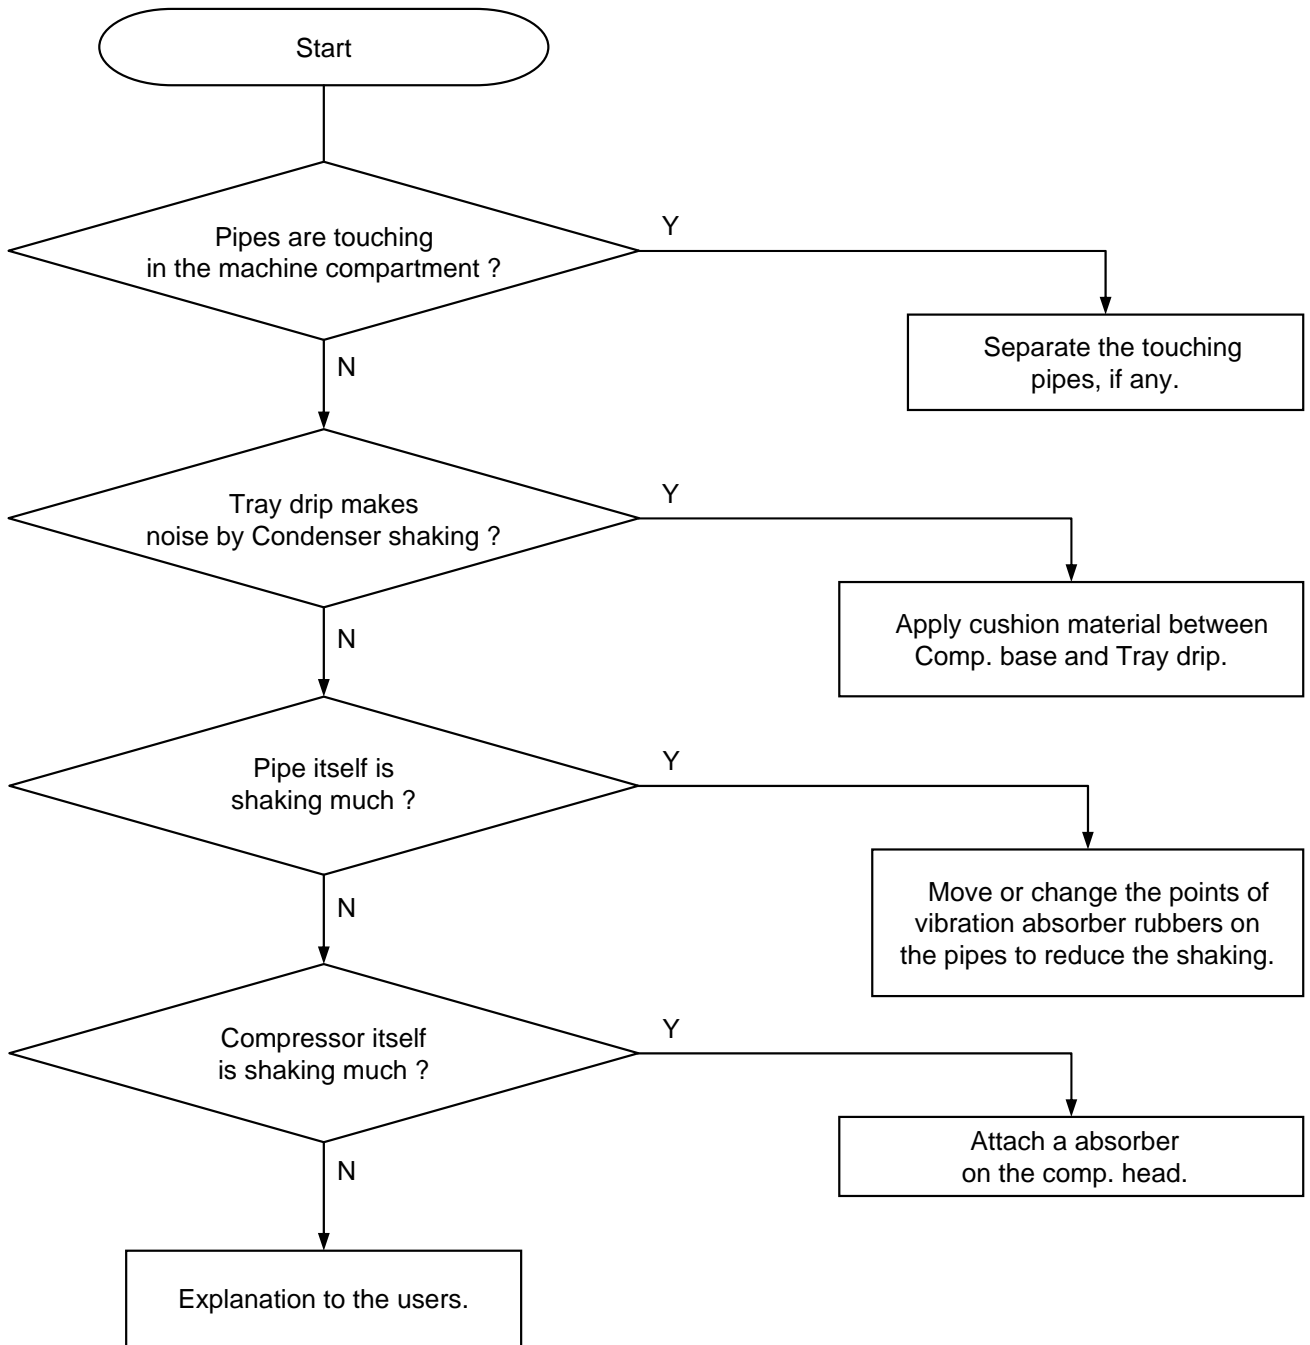 Start
Pipes are touching
in the machine compartment ?
Y
Separate the touching
pipes, if any.
N
Tray drip makes
noise by Condenser shaking ?
Y
Apply cushion material between
Comp. base and Tray drip.
N
Pipe itself is
shaking much ?
Y
Move or change the points of
vibration absorber rubbers on
the pipes to reduce the shaking.
N
Compressor itself
is shaking much ?
Y
Attach a absorber
on the comp. head.
N
Explanation to the users.